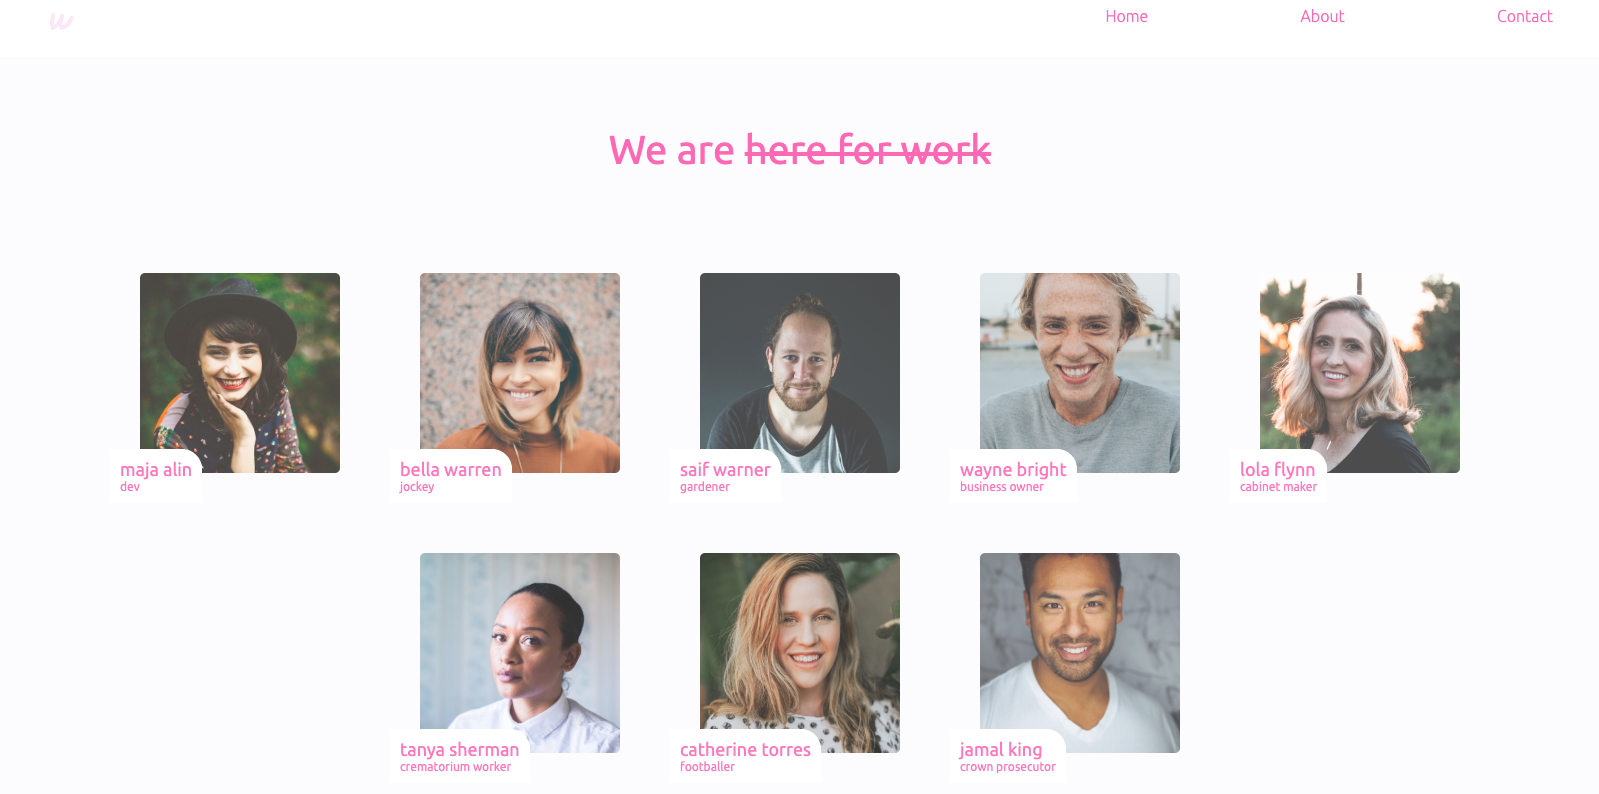 w
Home About Contact
We are here for work
maja alin
dev
bella warren
jockey
saif warner
gardener
wayne bright
business owner
lola flynn
cabinet maker
tanya sherman
crematorium worker
catherine torres
footballer
jamal king
crown prosecutor